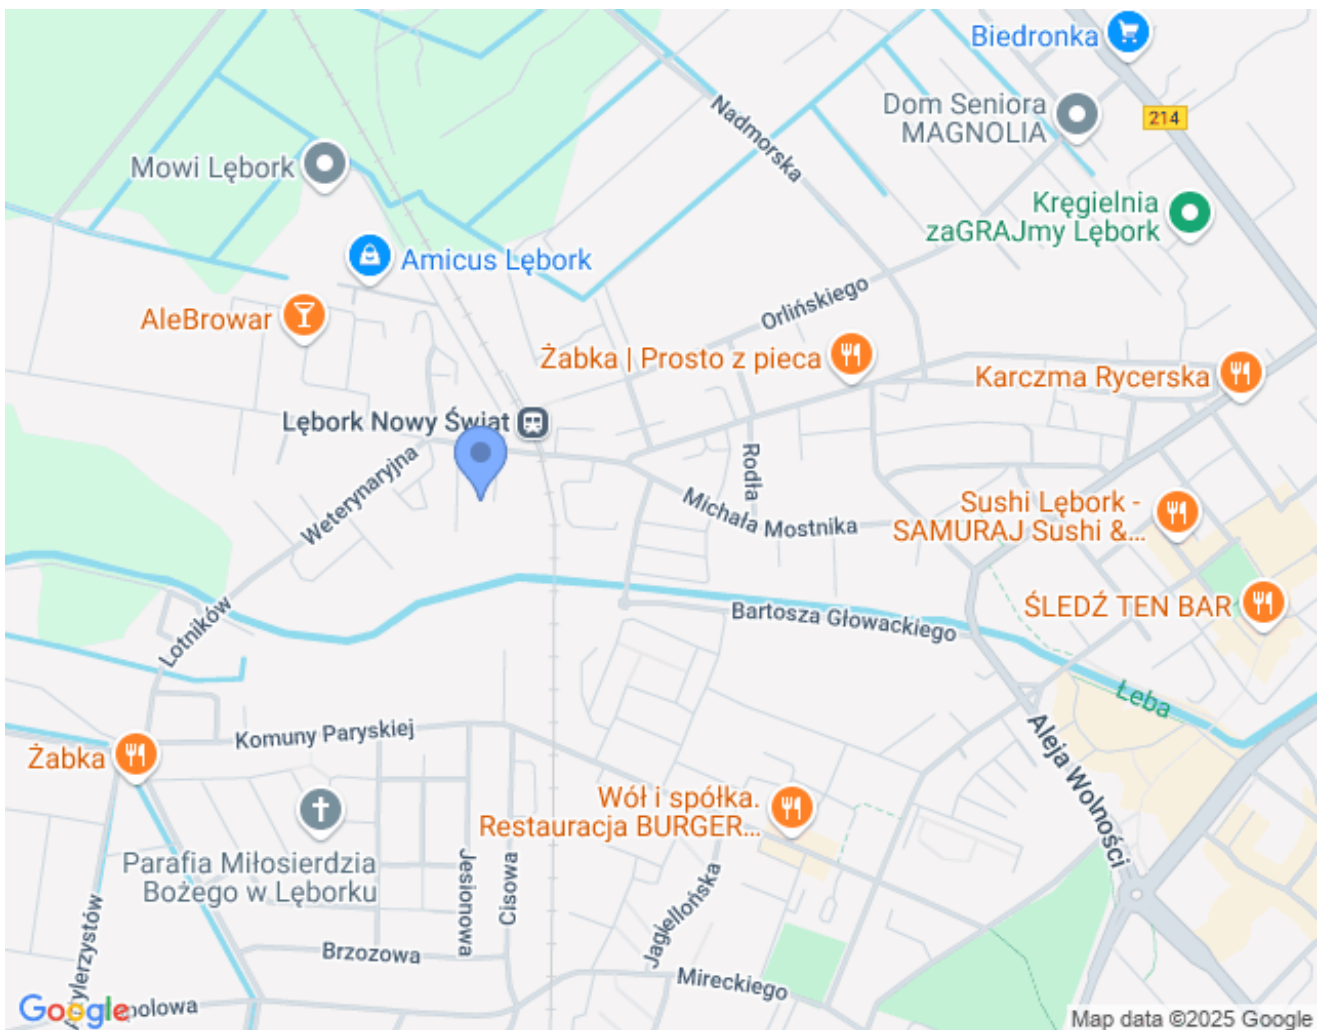 Biedronka
Dom Seniora
MAGNOLIA
214
Nadmorska
Mowi Lębork
Kręgielnia
zaGRAJmy Lębork
Amicus Lębork
Orlińskiego
AleBrowar
Żabka | Prosto z pieca
Karczma Rycerska
Lębork Nowy Świat
Weterynaryjna
Rodła
Michała Mostnika
Sushi Lębork -
SAMURAJ Sushi &...
ŚLEDŹ TEN BAR
Bartosza Głowackiego
Lotników
Łeba
Aleja Wolności
Komuny Paryskiej
Żabka
Wół i spółka.
Restauracja BURGER...
Parafia Miłosierdzia
Bożego w Lęborku
Jesionowa
Cisowa
Jagiellońska
Brzozowa
Mireckiego
Google
Map data ©2025 Google